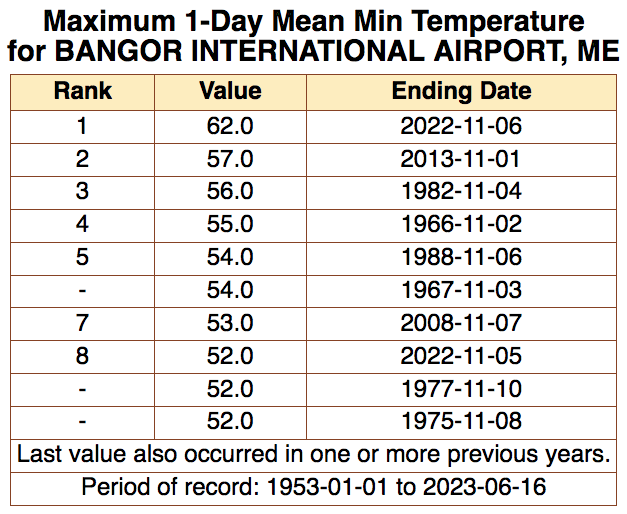 Maximum 1-Day Mean Min Temperature
for BANGOR INTERNATIONAL AIRPORT, ME
Rank Value Ending Date
1 62.0 2022-11-06
2 57.0 2013-11-01
3 56.0 1982-11-04
4 55.0 1966-11-02
5 54.0 1988-11-06
- 54.0 1967-11-03
7 53.0 2008-11-07
8 52.0 2022-11-05
- 52.0 1977-11-10
- 52.0 1975-11-08
Last value also occurred in one or more previous years.
Period of record: 1953-01-01 to 2023-06-16